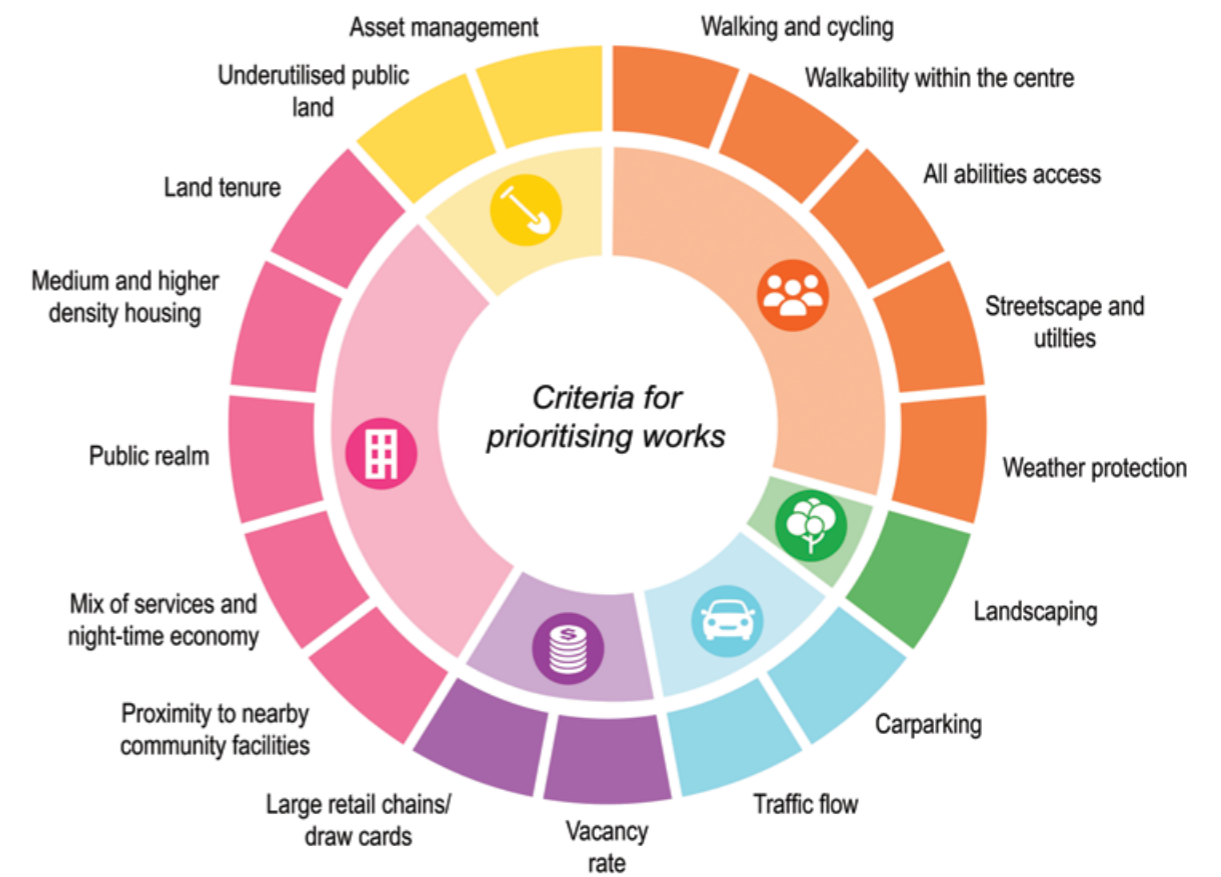 Asset management
Walking and cycling
Underutilised public
land
Walkability within the centre
Land tenure
All abilities access
Medium and higher
density housing
Streetscape and
utilties
Criteria for
prioritising works
Public realm
Weather protection
Mix of services and
night-time economy
Landscaping
$
Proximity to nearby
community facilities
Carparking
Large retail chains/
draw cards
Traffic flow
Vacancy
rate